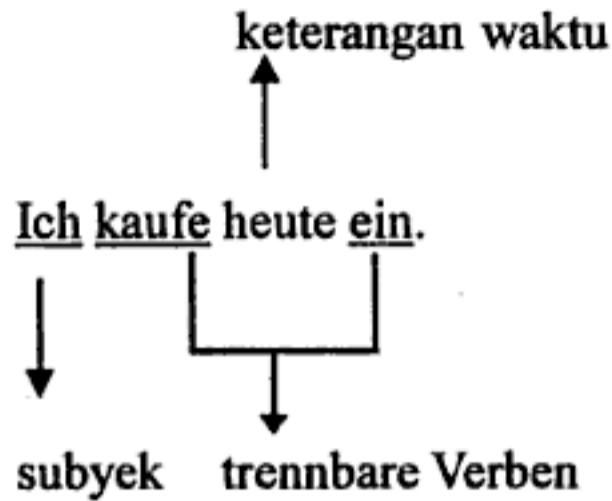 keterangan waktu
Ich kaufe heute ein.
subyek trennbare Verben